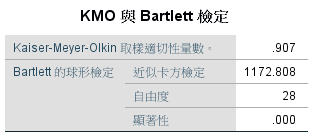 KMO 與 Bartlett 檢定
Kaiser-Meyer-Olkin 取樣適切性量數。 .907
Bartlett 的球形檢定 近似卡方檢定 1172.808
自由度 28
顯著性 .000